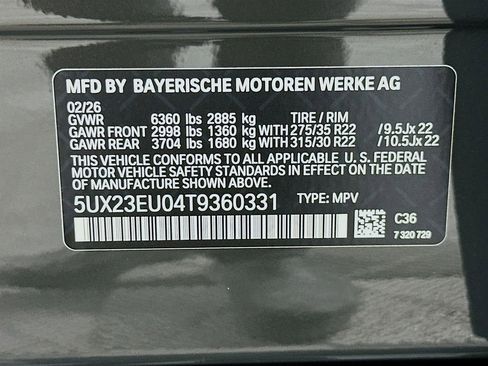 MFD BY BAYERISCHE MOTOREN WERKE AG
02/26
GVWR 6360 lbs 2885 kg TIRE / RIM
GAWR FRONT 2998 lbs 1360 kg WITH 275/35 R22 /9.5Jx22
GAWR REAR 3704 lbs 1680 kg WITH 315/30 R22 /10.5Jx22
THIS VEHICLE CONFORMS TO ALL APPLICABLE U. S. FEDERAL
MOTOR VEHICLE SAFETY STANDARDS IN EFFECT ON THE DATE
OF MANUFACTURE SHOWN ABOVE.
5UX23EU04T9360331 TYPE: MPV
C36
7 320 729